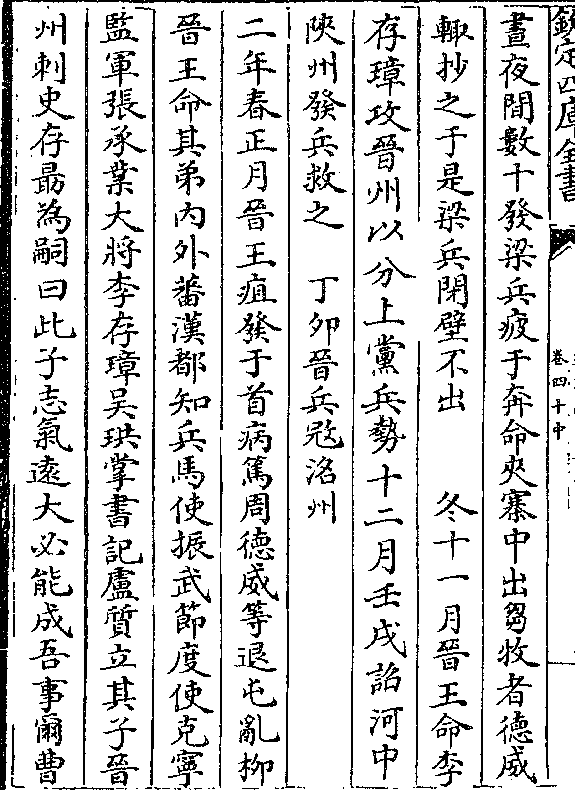 欽定四庫全書
卷四十中
晝夜間數十發梁兵疲于奔命夾寨中出芻牧者德威
輙抄之于是梁兵閉壁不出　冬十一月晉王命李
存璋攻晉州以分上黨兵勢十二月壬戌詔河中
陜州發兵救之　丁卯晉兵宼洺州
二年春正月晉王疽發于首病篤周德威等退屯亂柳
晉王命其弟内外蕃漢都知兵馬使振武節度使克寧
監軍張承業大將李存璋吳珙掌書記盧質立其子晉
州刺史存朂為嗣曰此子志氣逺大必能成吾事爾曹